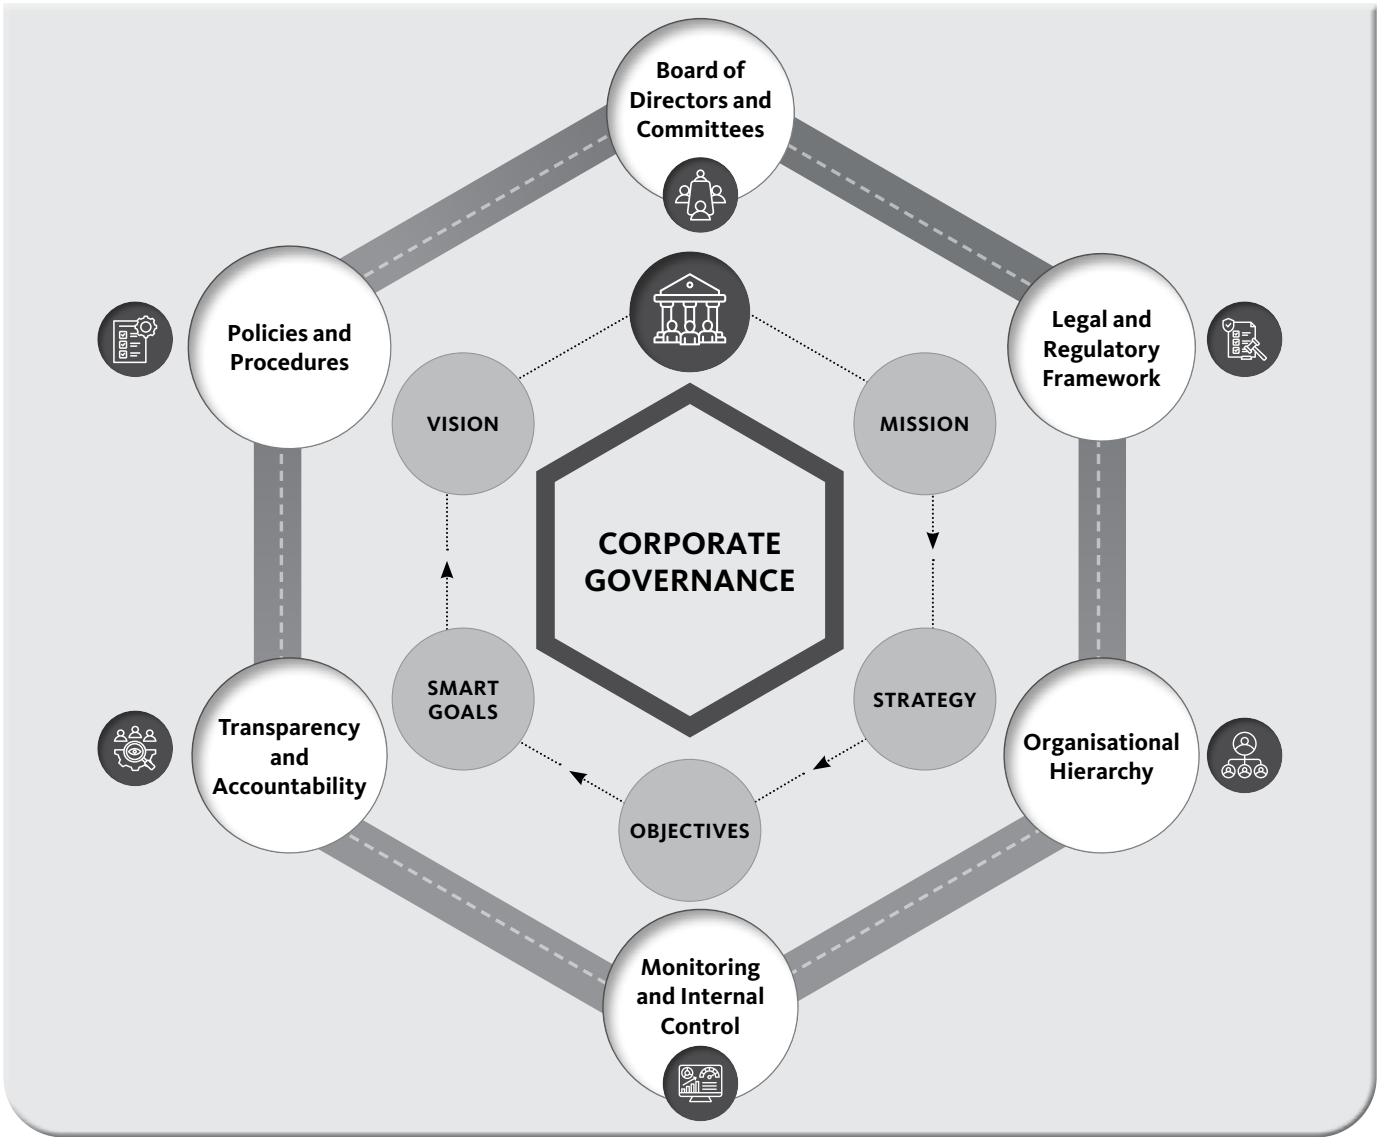 Board of
Directors and
Committees
Legal and
Regulatory
Framework
Organisational
Hierarchy
Monitoring
and Internal
Control
Transparency
and
Accountability
Policies and
Procedures
VISION
MISSION
STRATEGY
OBJECTIVES
SMART
GOALS
CORPORATE
GOVERNANCE